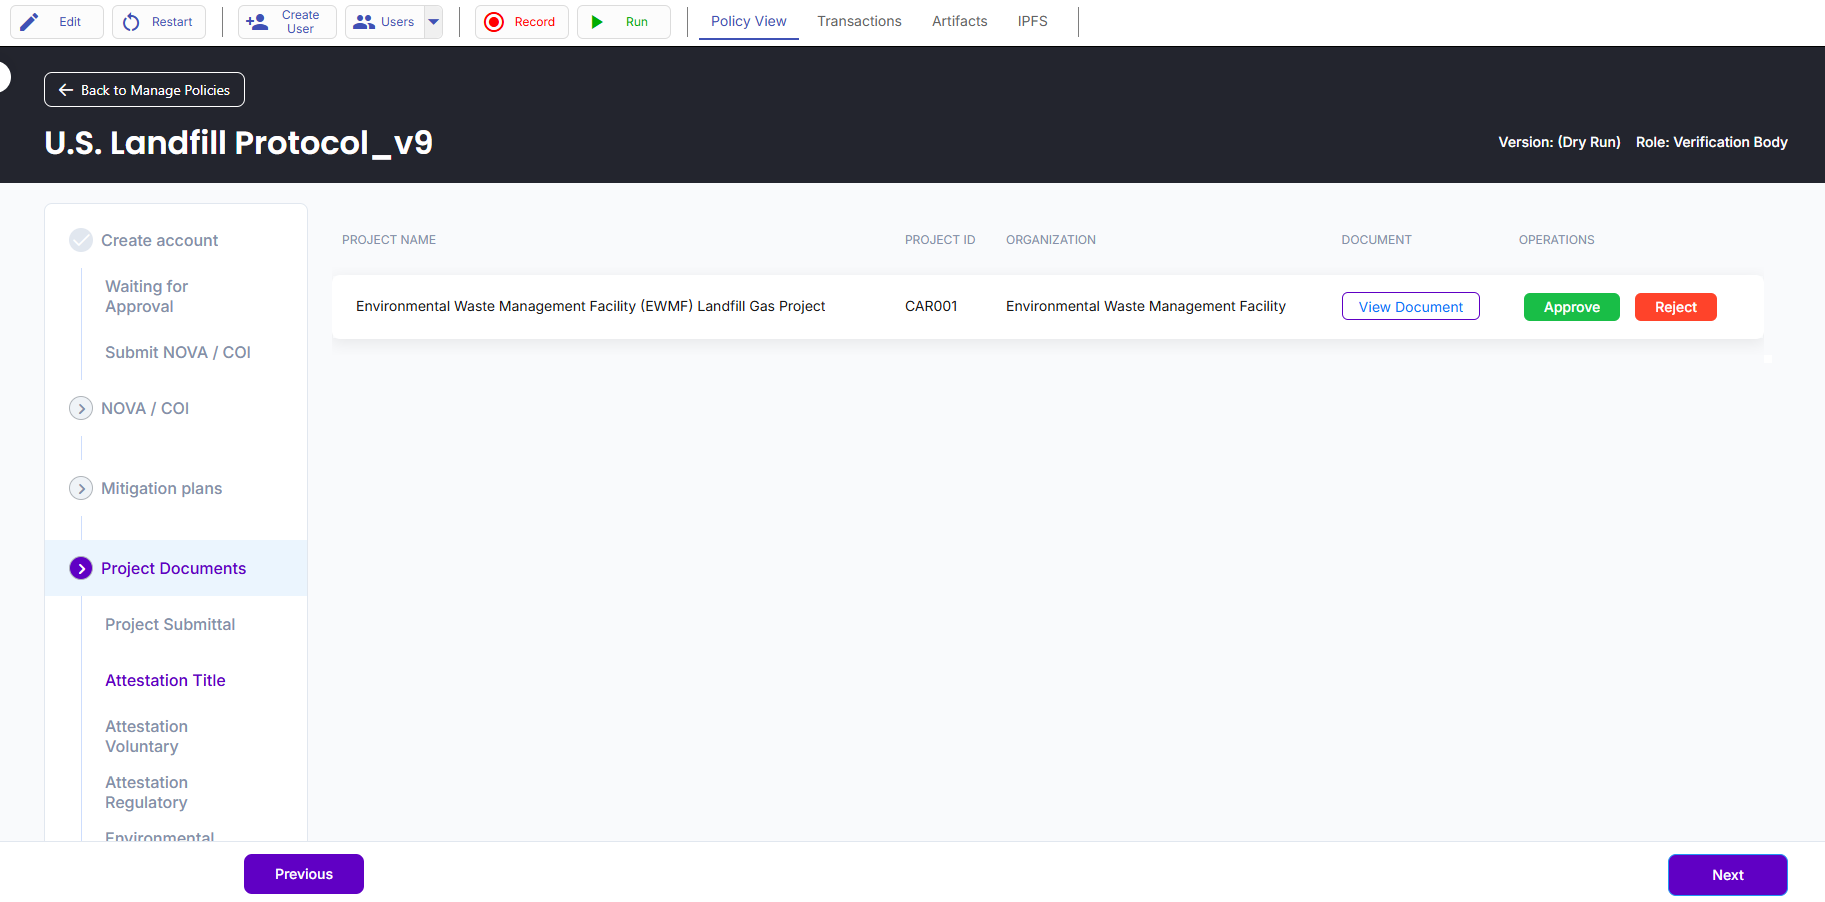 Edit
Restart
Create
User
Users
Record
Run
Policy View
Transactions
Artifacts
IPFS
Back to Manage Policies
U.S. Landfill Protocol_v9
Version: (Dry Run) Role: Verification Body
Create account
Waiting for
Approval
Submit NOVA / COI
NOVA / COI
Mitigation plans
Project Documents
Project Submittal
Attestation Title
Attestation
Voluntary
Attestation
Regulatory
Environmental
PROJECT NAME PROJECT ID ORGANIZATION DOCUMENT OPERATIONS
Environmental Waste Management Facility (EWMF) Landfill Gas Project CAR001 Environmental Waste Management Facility View Document Approve Reject
Previous
Next